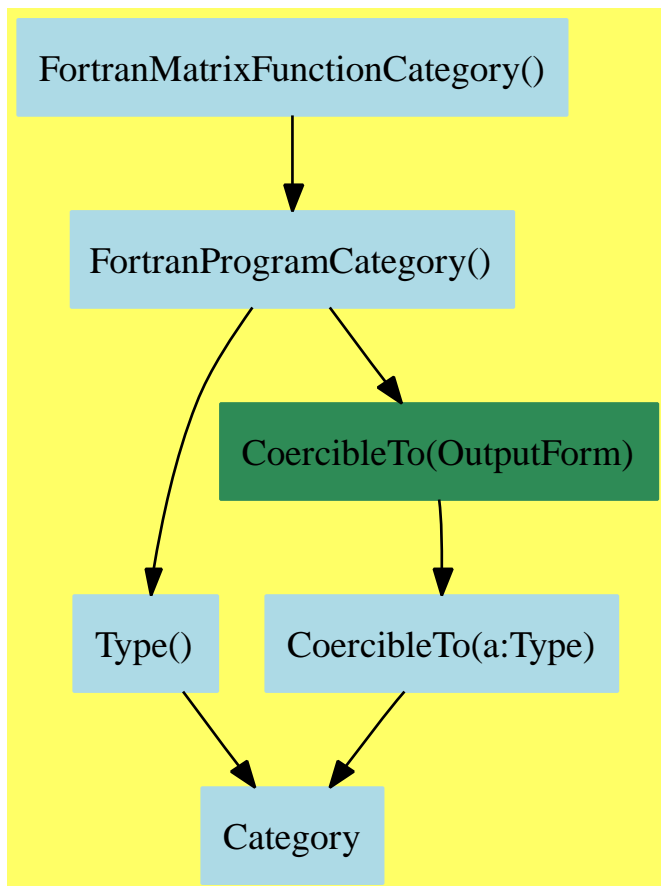 FortranMatrixFunctionCategory()
FortranProgramCategory()
CoercibleTo(OutputForm)
Type()
CoercibleTo(a:Type)
Category